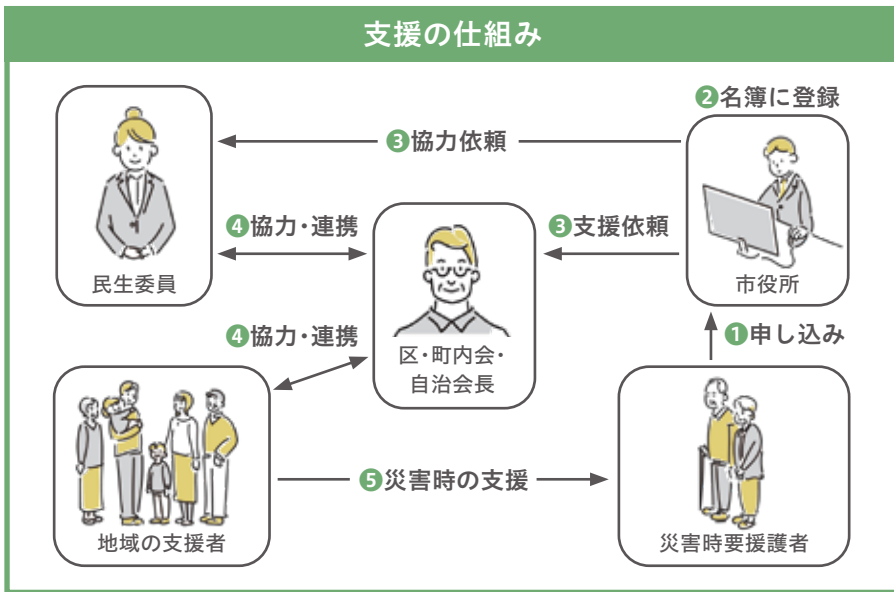 支援の仕組み
❷名簿に登録
❸協力依頼
❹協力・連携
❸支援依頼
民生委員
市役所
❹協力・連携
❶申し込み
区・町内会・
自治会長
❺災害時の支援
地域の支援者
災害時要援護者